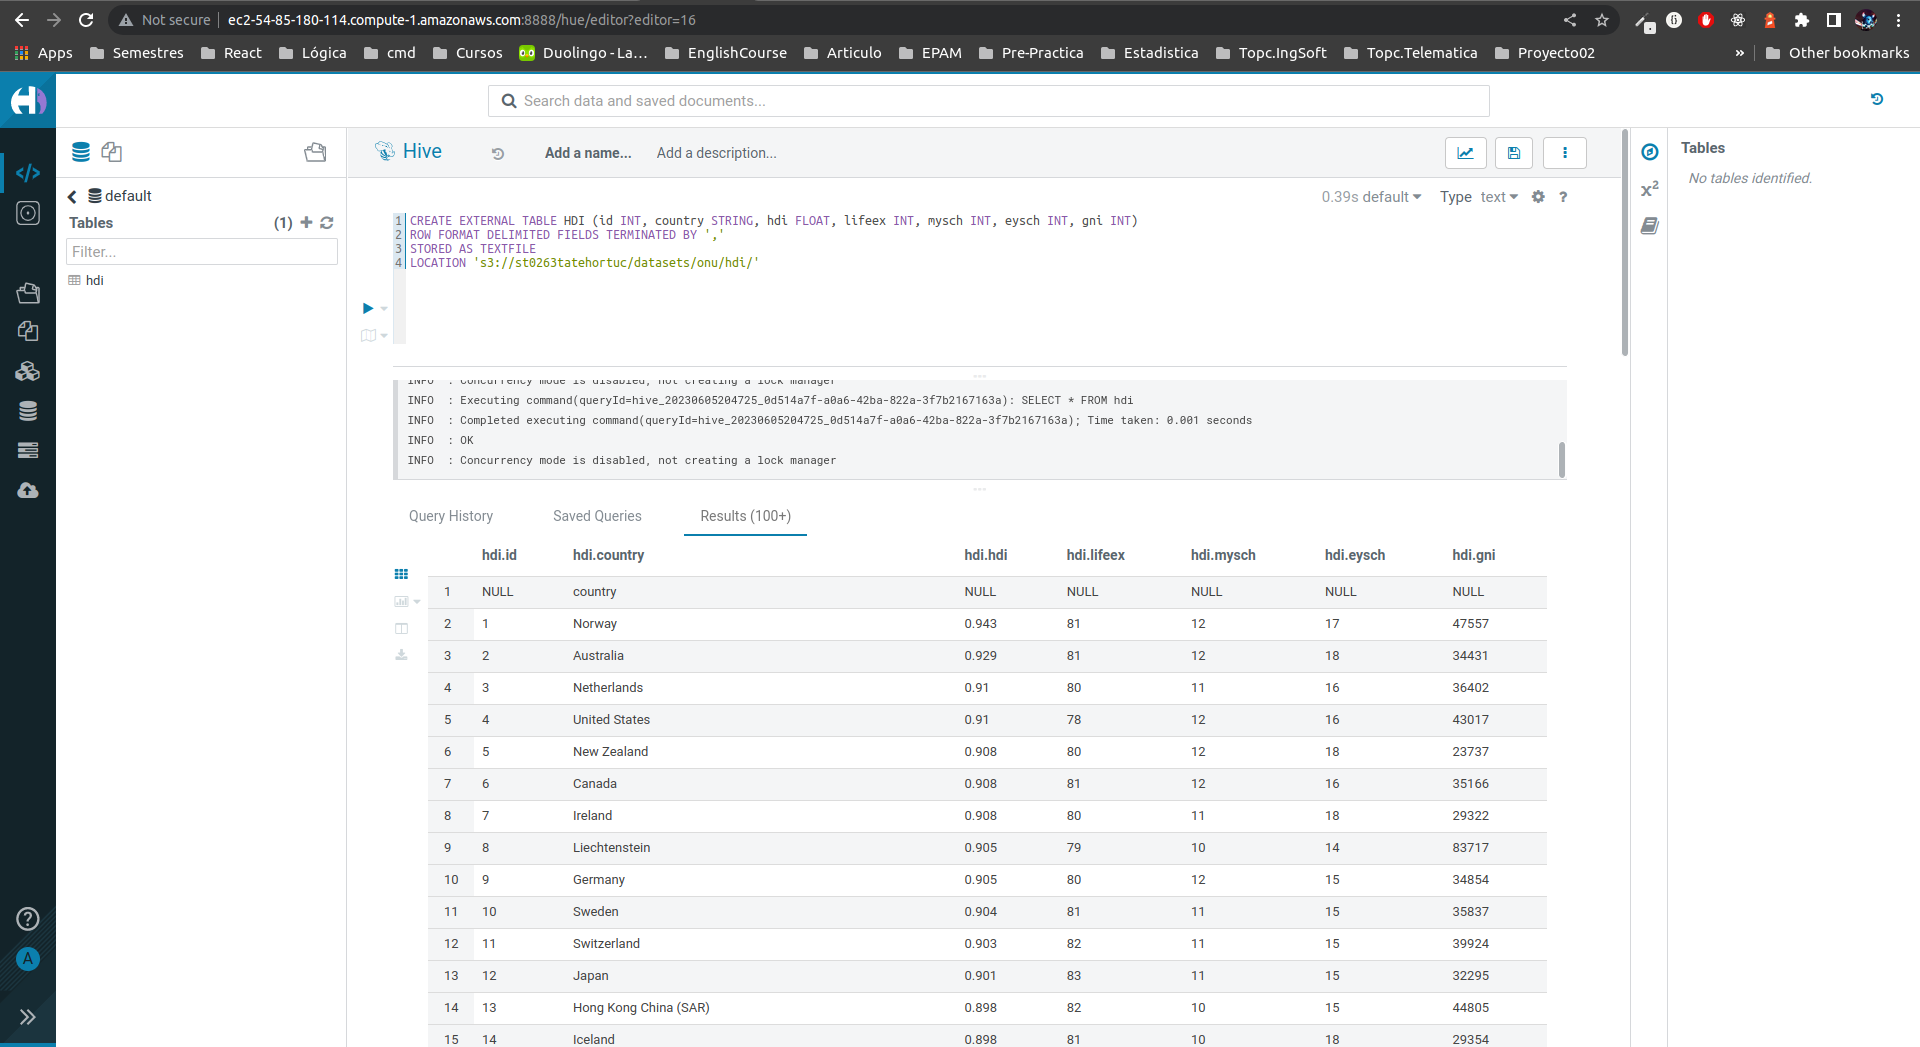 Not secure ec2-54-85-180-114.compute-1.amazonaws.com:8888/hue/editor?editor=16
Apps Semestres React Lógica cmd Cursos Duolingo - La... EnglishCourse Articulo EPAM Pre-Practica Estadistica Topc.IngSoft Topc.Telematica Proyecto02 » Other bookmarks
Search data and saved documents...
Hive Add a name... Add a description...
Tables
No tables identified.
default
Tables (1)
Filter...
hdi
0.39s default Type text ?
1 CREATE EXTERNAL TABLE HDI (id INT, country STRING, hdi FLOAT, lifeex INT, mysch INT, eysch INT, gni INT)
2 ROW FORMAT DELIMITED FIELDS TERMINATED BY ','
3 STORED AS TEXTFILE
4 LOCATION 's3://st0263tatehortuc/datasets/onu/hdi/'
INFO : Concurrency mode is disabled, not creating a lock manager
INFO : Executing command(queryId=hive_20230605204725_0d514a7f-a0a6-42ba-822a-3f7b2167163a): SELECT * FROM hdi
INFO : Completed executing command(queryId=hive_20230605204725_0d514a7f-a0a6-42ba-822a-3f7b2167163a); Time taken: 0.001 seconds
INFO : OK
INFO : Concurrency mode is disabled, not creating a lock manager
Query History Saved Queries Results (100+)
hdi.id hdi.country hdi.hdi hdi.lifeex hdi.mysch hdi.eysch hdi.gni
1 NULL country NULL NULL NULL NULL NULL
2 1 Norway 0.943 81 12 17 47557
3 2 Australia 0.929 81 12 18 34431
4 3 Netherlands 0.91 80 11 16 36402
5 4 United States 0.91 78 12 16 43017
6 5 New Zealand 0.908 80 12 18 23737
7 6 Canada 0.908 81 12 16 35166
8 7 Ireland 0.908 80 11 18 29322
9 8 Liechtenstein 0.905 79 10 14 83717
10 9 Germany 0.905 80 12 15 34854
11 10 Sweden 0.904 81 11 15 35837
12 11 Switzerland 0.903 82 11 15 39924
13 12 Japan 0.901 83 11 15 32295
14 13 Hong Kong China (SAR) 0.898 82 10 15 44805
15 14 Iceland 0.898 81 10 18 29354
x²
A